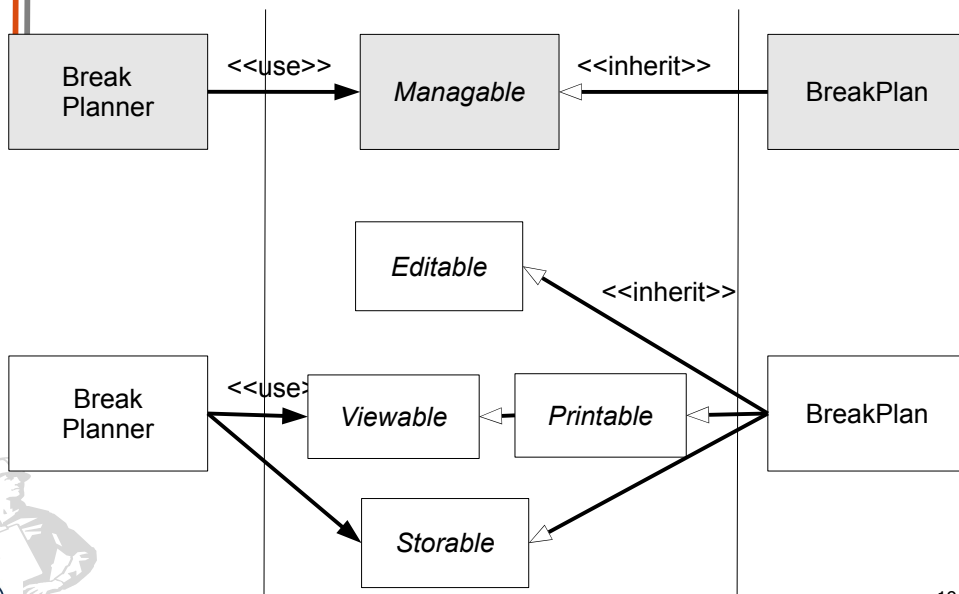 <<use>>
<<inherit>>
Break
Planner
Managable
BreakPlan
Editable
<<inherit>>
<<use>
Break
Planner
Viewable
Printable
BreakPlan
Storable